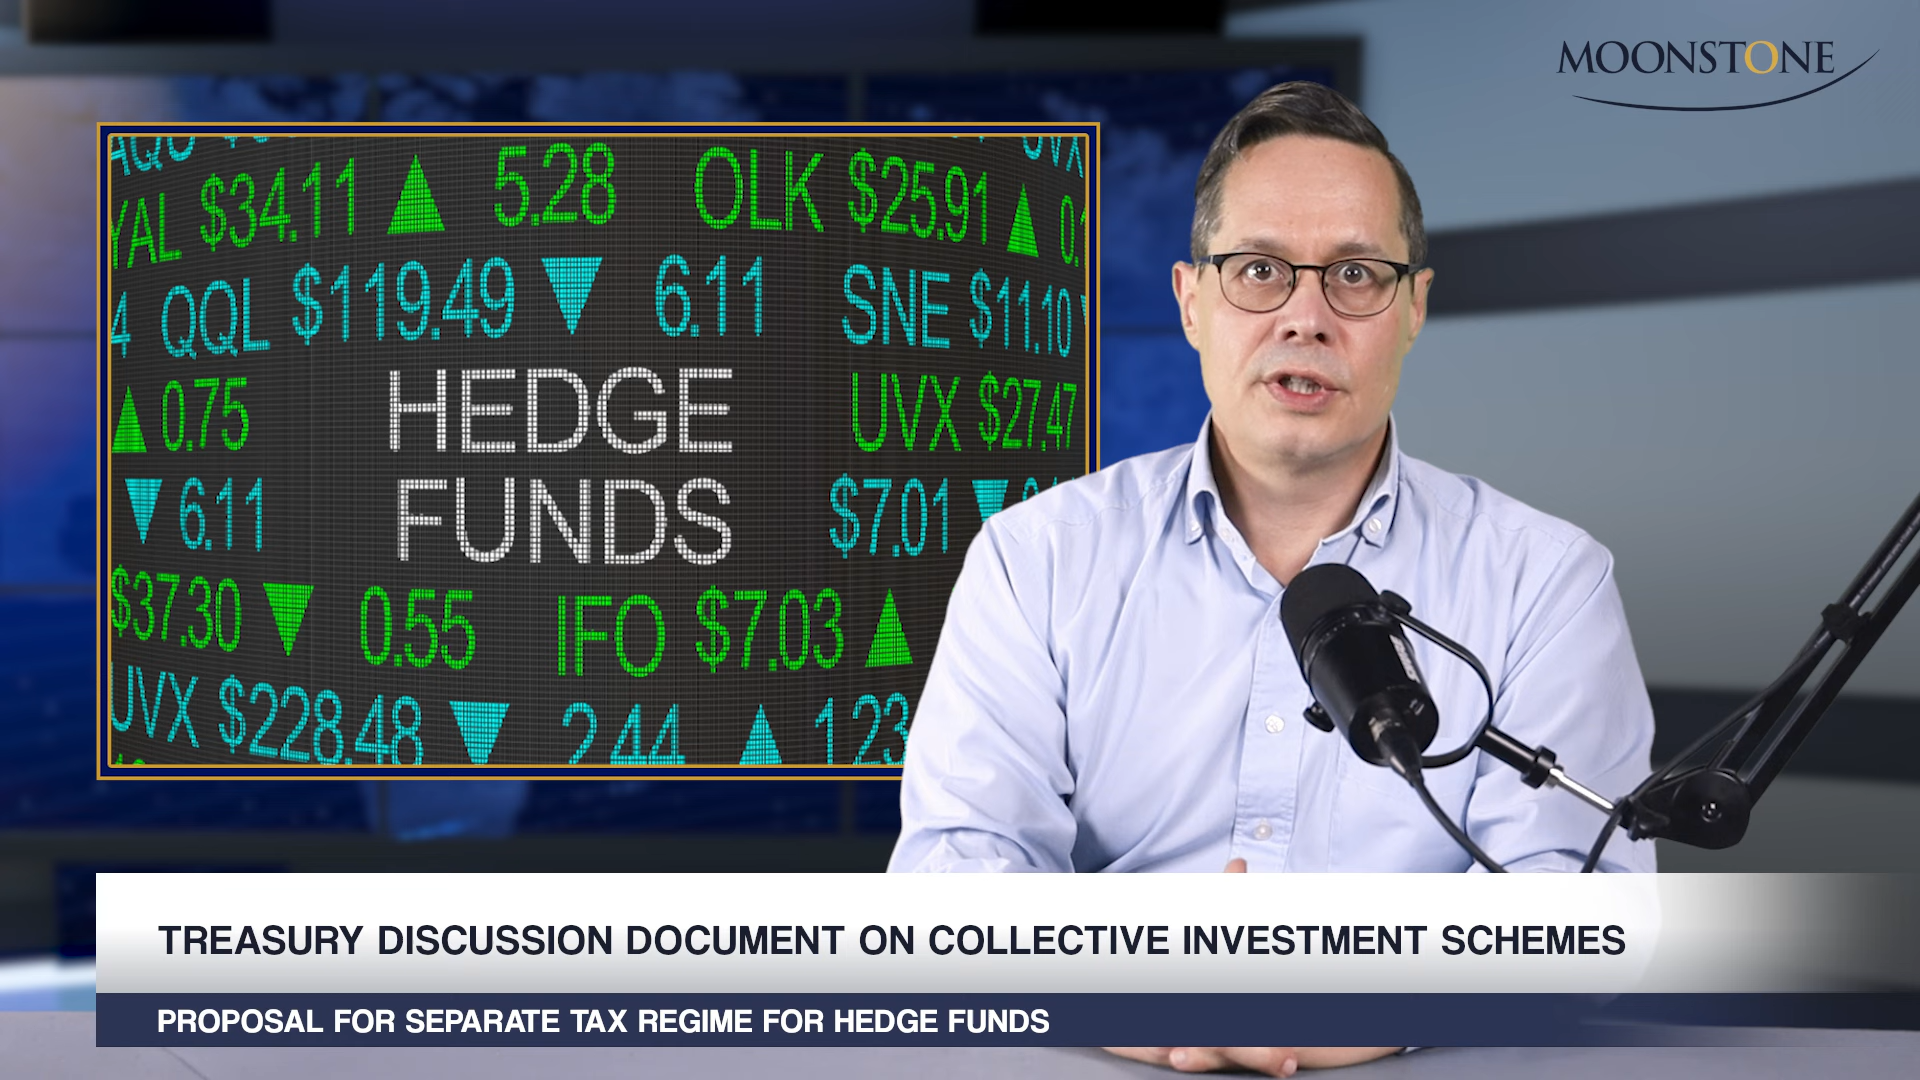 MOONSTONE
YAL $34.11 ▲ 5.28 OLK $25.91 ▲ 0.
4 QQL $119.49 ▼ 6.11 SNE $11.10
▲ 0.75 HEDGE UVX $27.47
▼ 6.11 FUNDS $7.01 ▼
$37.30 ▼ 0.55 IFO $7.03 ▲
UVX $228.48 ▼ 2.44 ▲ 1.23
TREASURY DISCUSSION DOCUMENT ON COLLECTIVE INVESTMENT SCHEMES
PROPOSAL FOR SEPARATE TAX REGIME FOR HEDGE FUNDS